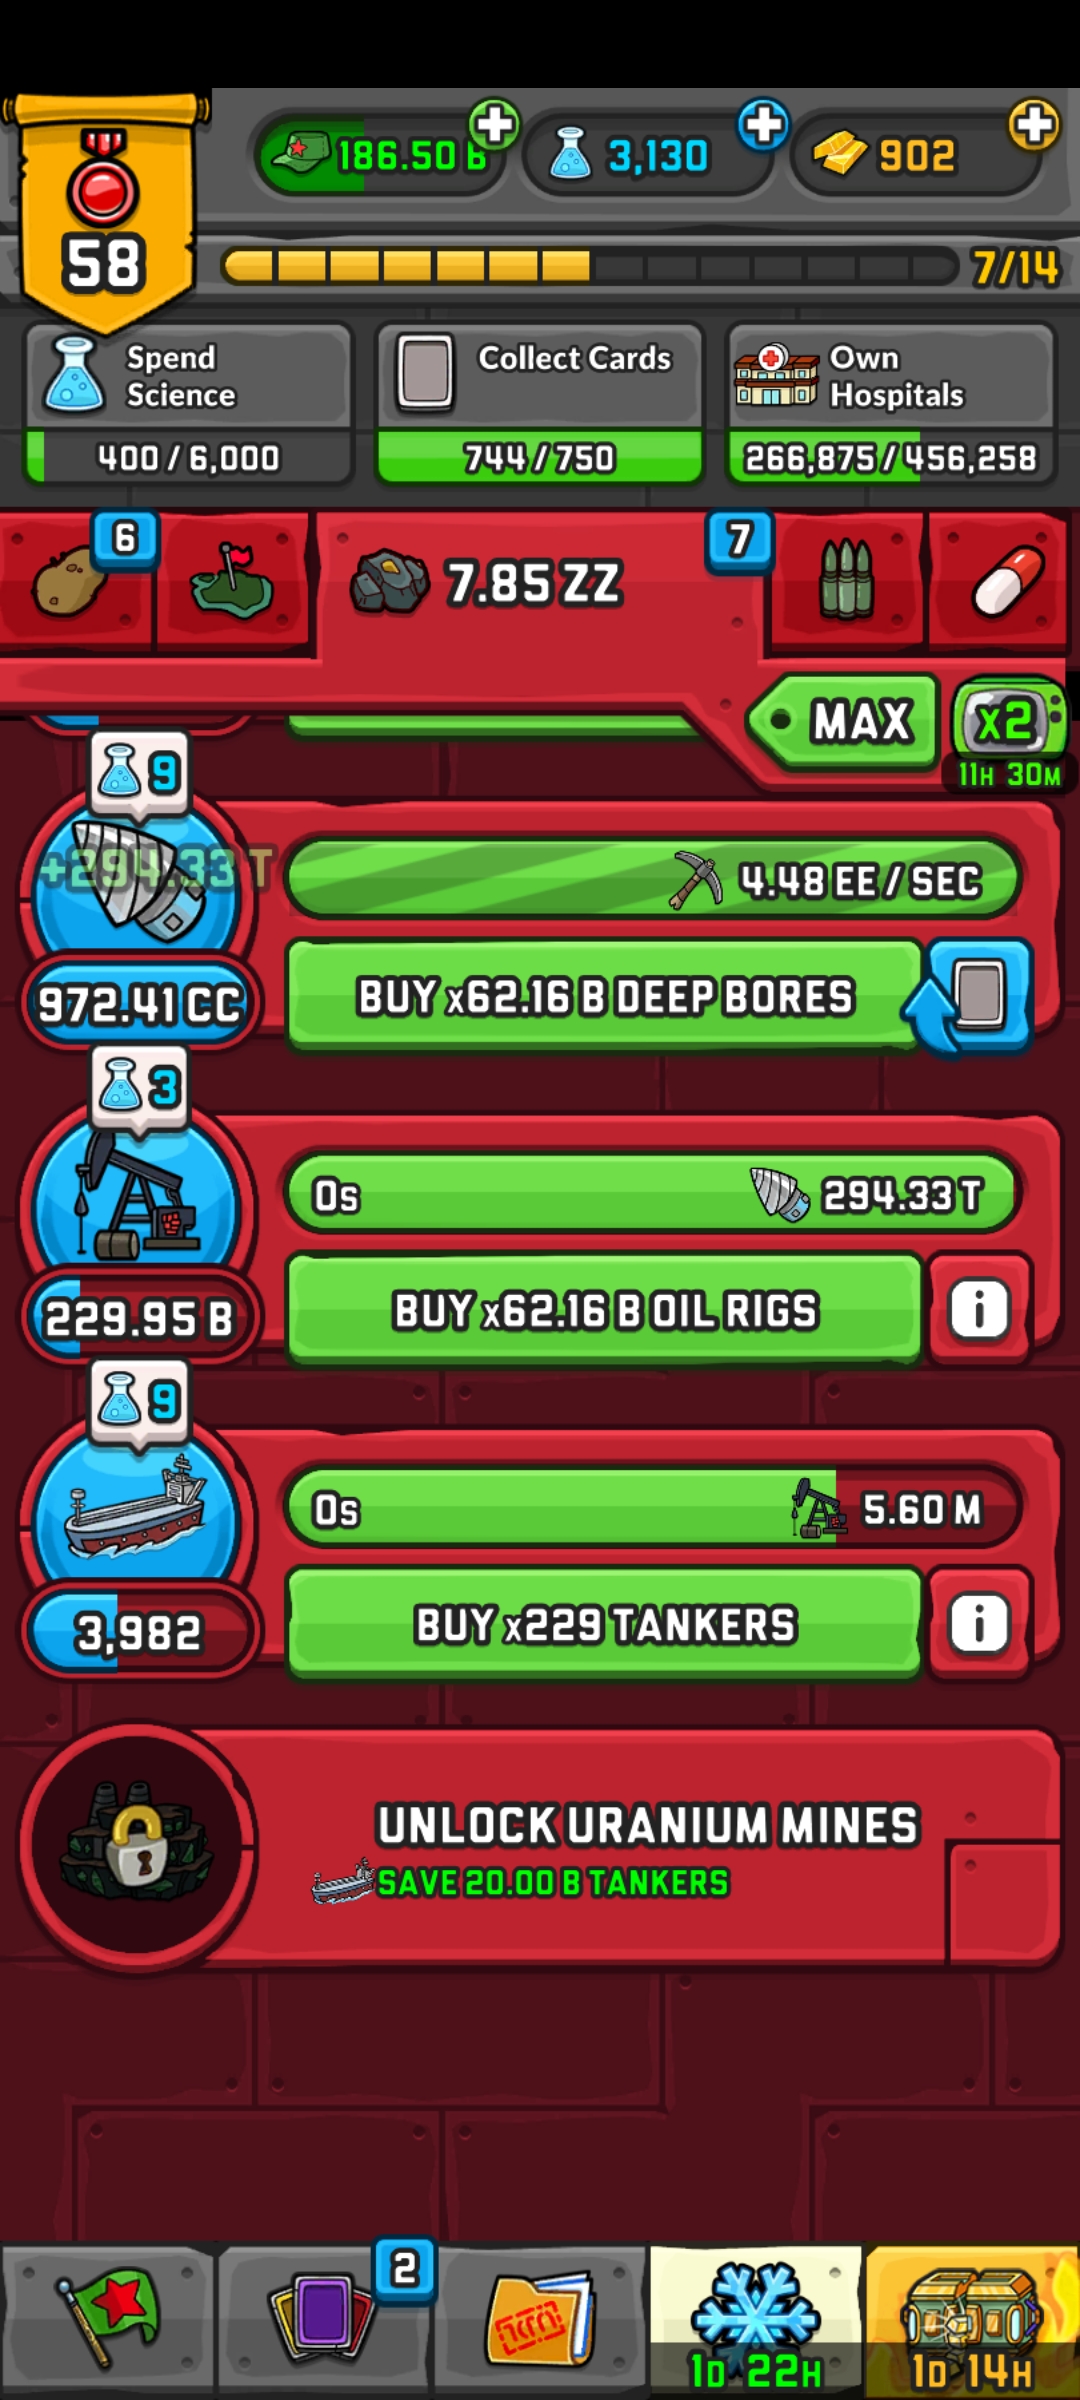 58
186.50 B
3,130
902
7/14
Spend
Science
400/6,000
Collect Cards
744/750
Own
Hospitals
266,875/456,258
6
7.85 ZZ
7
MAX
x2
11H 30M
9
+294.33 T
4.48 EE/SEC
972.41 CC
BUY x62.16 B DEEP BORES
3
0s
294.33 T
229.95 B
BUY x62.16 B OIL RIGS
i
9
0s
5.60 M
3,982
BUY x229 TANKERS
i
UNLOCK URANIUM MINES
SAVE 20.00 B TANKERS
2
1D 22H
1D 14H